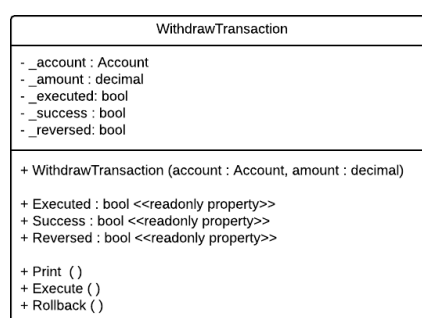 WithdrawTransaction
- _account : Account
- _amount : decimal
- _executed: bool
- _success : bool
- _reversed: bool
+ WithdrawTransaction (account : Account, amount : decimal)
+ Executed : bool <<readonly property>>
+ Success : bool <<readonly property>>
+ Reversed : bool <<readonly property>>
+ Print ( )
+ Execute ( )
+ Rollback ( )